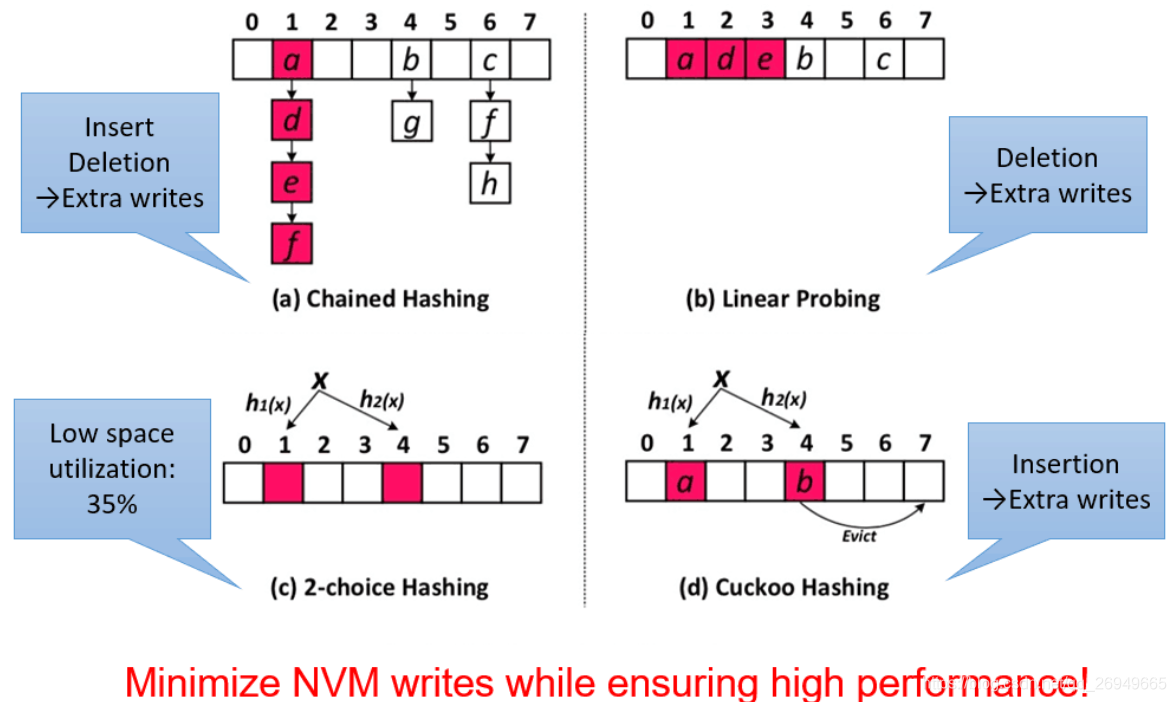 0 1 2 3 4 5 6 7
a b c
d g f
e h
f
Insert
Deletion
→Extra writes
(a) Chained Hashing
0 1 2 3 4 5 6 7
a d e b c
Deletion
→Extra writes
(b) Linear Probing
x
h1(x) h2(x)
0 1 2 3 4 5 6 7
Low space
utilization:
35%
(c) 2-choice Hashing
x
h1(x) h2(x)
0 1 2 3 4 5 6 7
a b
Evict
Insertion
→Extra writes
(d) Cuckoo Hashing
Minimize NVM writes while ensuring high performance!